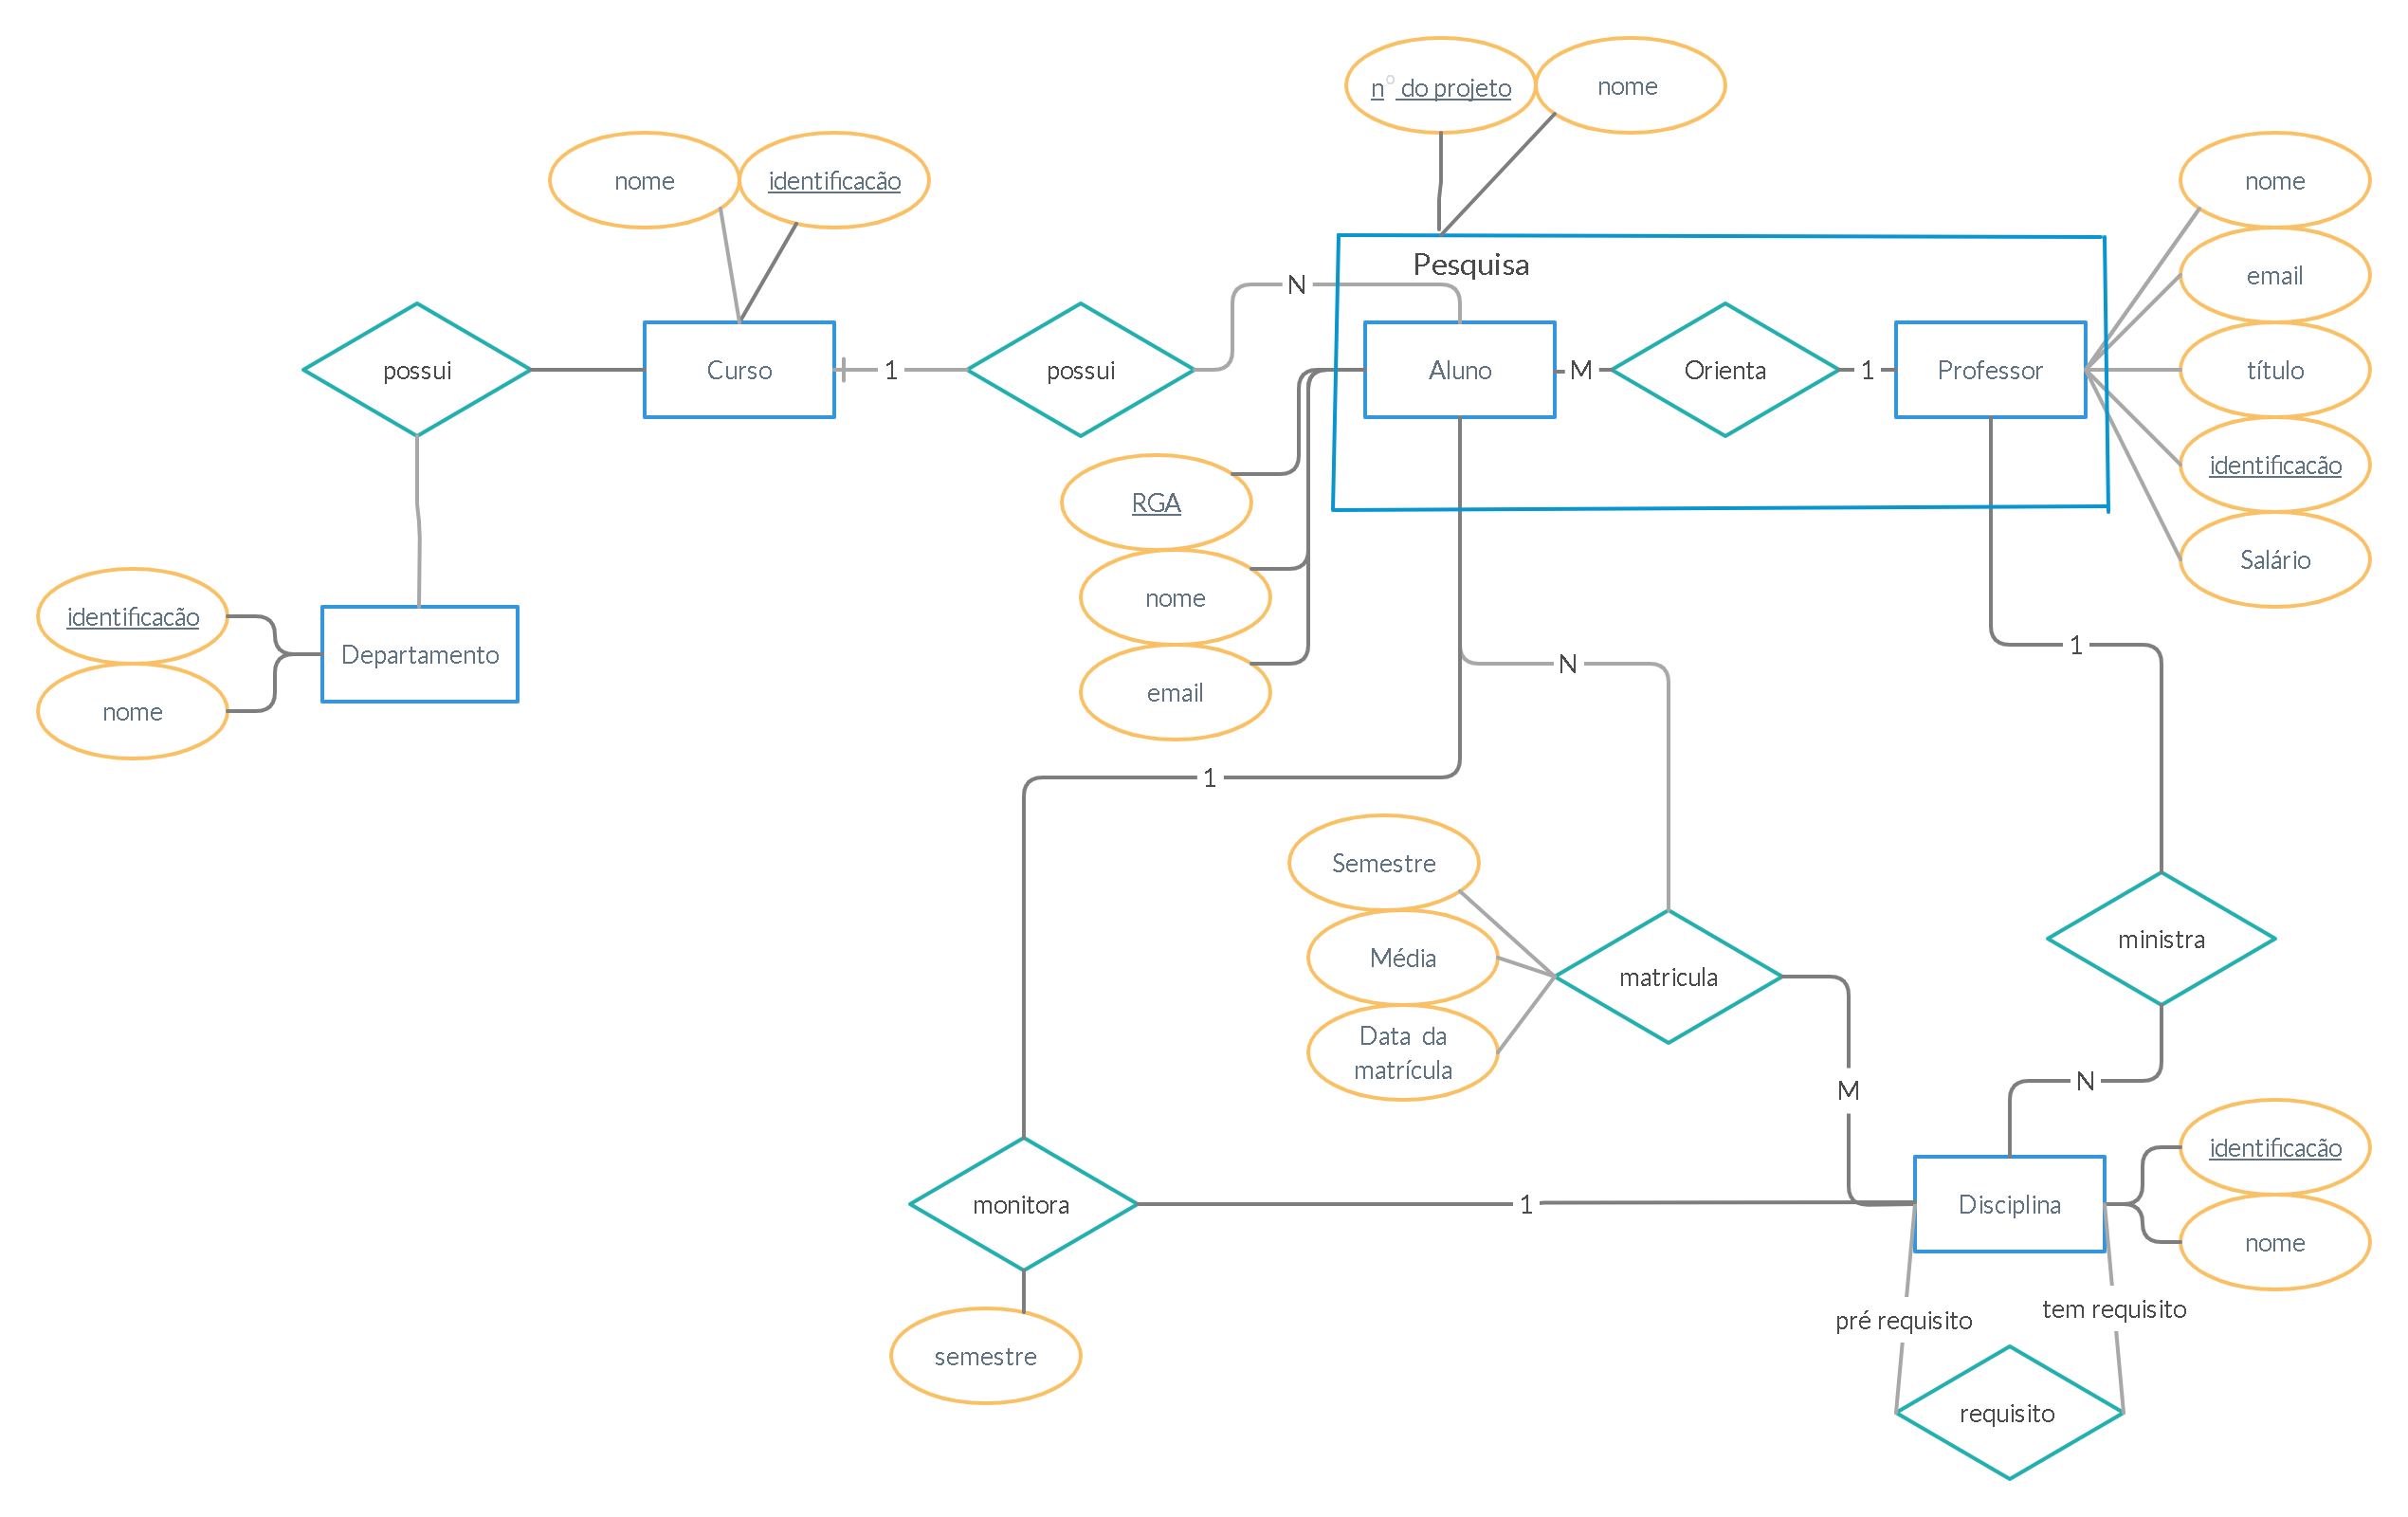 nº do projeto
nome
nome
identificacão
nome
Pesquisa
email
N
possui
Curso
1
possui
Aluno
M
Orienta
1
Professor
título
identificacão
RGA
Salário
nome
identificacão
Departamento
1
N
email
nome
1
Semestre
ministra
Média
matricula
Data da
matrícula
M
N
identificacão
monitora
1
Disciplina
nome
pré requisito
tem requisito
semestre
requisito